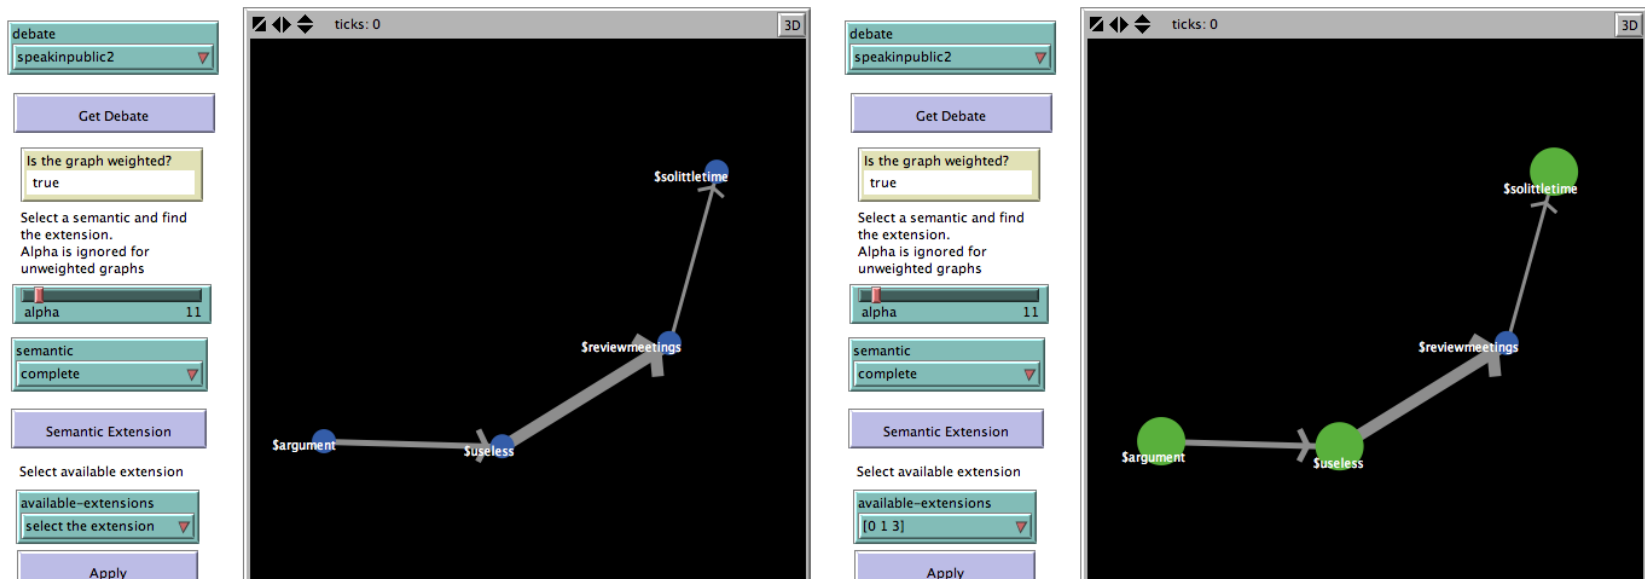 debate
speakinpublic2
Get Debate
Is the graph weighted?
true
Select a semantic and find
the extension.
Alpha is ignored for
unweighted graphs
alpha 11
semantic
complete
Semantic Extension
Select available extension
available-extensions
select the extension
Apply
ticks: 0 3D
$solittletime
$reviewmeetings
$argument
$useless
debate
speakinpublic2
Get Debate
Is the graph weighted?
true
Select a semantic and find
the extension.
Alpha is ignored for
unweighted graphs
alpha 11
semantic
complete
Semantic Extension
Select available extension
available-extensions
[0 1 3]
Apply
ticks: 0 3D
$solittletime
$reviewmeetings
$argument
$useless